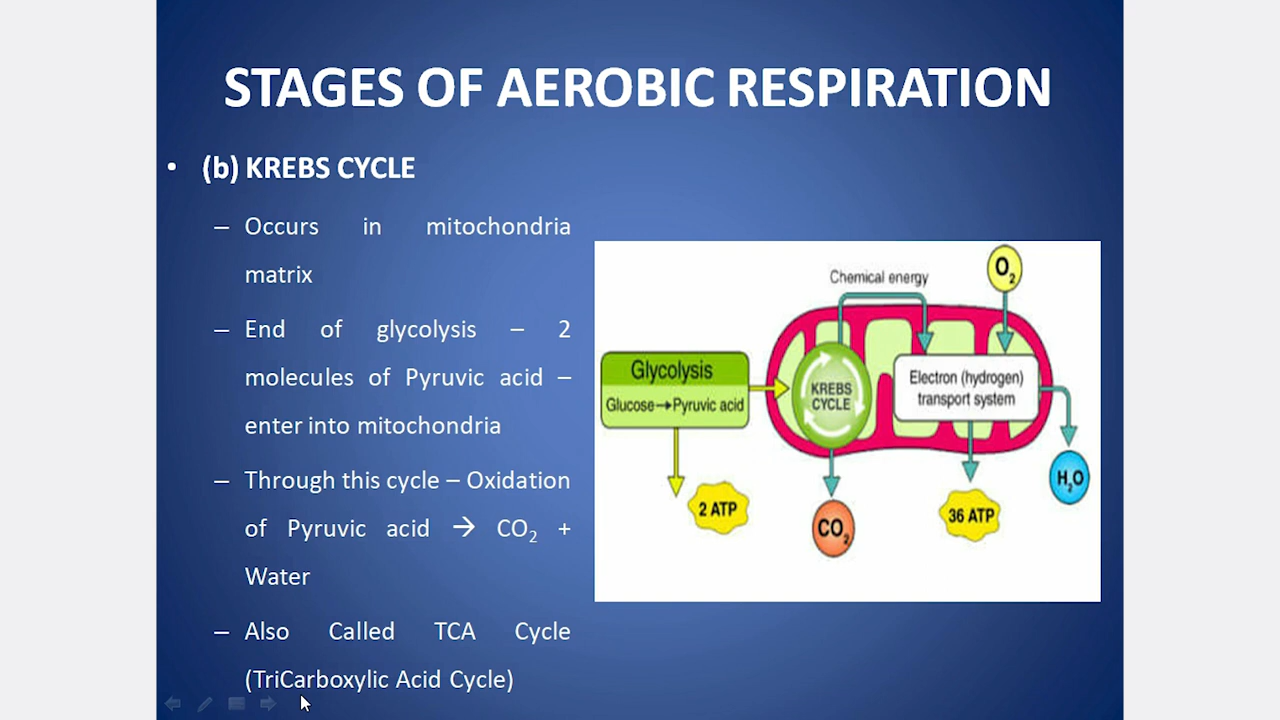 STAGES OF AEROBIC RESPIRATION
• (b) KREBS CYCLE
– Occurs in mitochondria
matrix
– End of glycolysis – 2
molecules of Pyruvic acid –
enter into mitochondria
– Through this cycle – Oxidation
of Pyruvic acid → CO₂ +
Water
– Also Called TCA Cycle
(TriCarboxylic Acid Cycle)
Chemical energy
O₂
Glycolysis
Glucose→Pyruvic acid
KREBS
CYCLE
Electron (hydrogen)
transport system
2 ATP
CO₂
36 ATP
H₂O